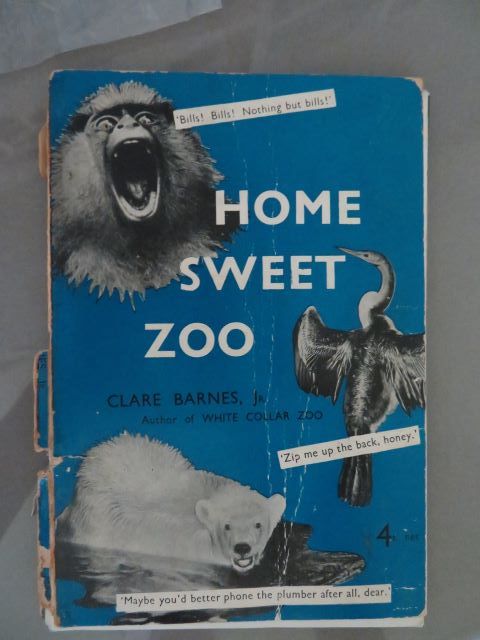 'Bills! Bills! Nothing but bills!'
HOME
SWEET
ZOO
CLARE BARNES, Jr
Author of WHITE COLLAR ZOO
'Zip me up the back, honey.'
4s. net
'Maybe you'd better phone the plumber after all, dear.'